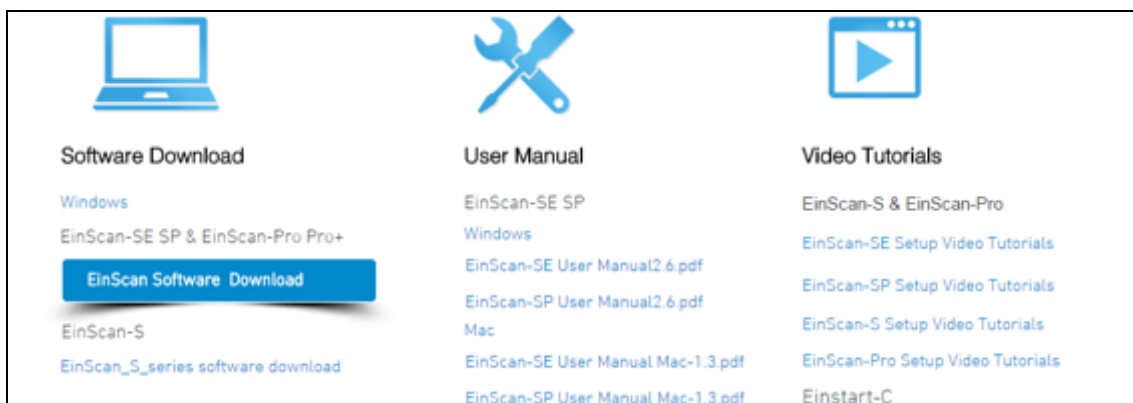 Software Download
Windows
EinScan-SE SP & EinScan-Pro Pro+
EinScan Software Download
EinScan-S
EinScan_S_series software download
User Manual
EinScan-SE SP
Windows
EinScan-SE User Manual2.6.pdf
EinScan-SP User Manual2.6.pdf
Mac
EinScan-SE User Manual Mac-1.3.pdf
EinScan-SP User Manual Mac-1.3.pdf
Video Tutorials
EinScan-S & EinScan-Pro
EinScan-SE Setup Video Tutorials
EinScan-SP Setup Video Tutorials
EinScan-S Setup Video Tutorials
EinScan-Pro Setup Video Tutorials
Einstart-C